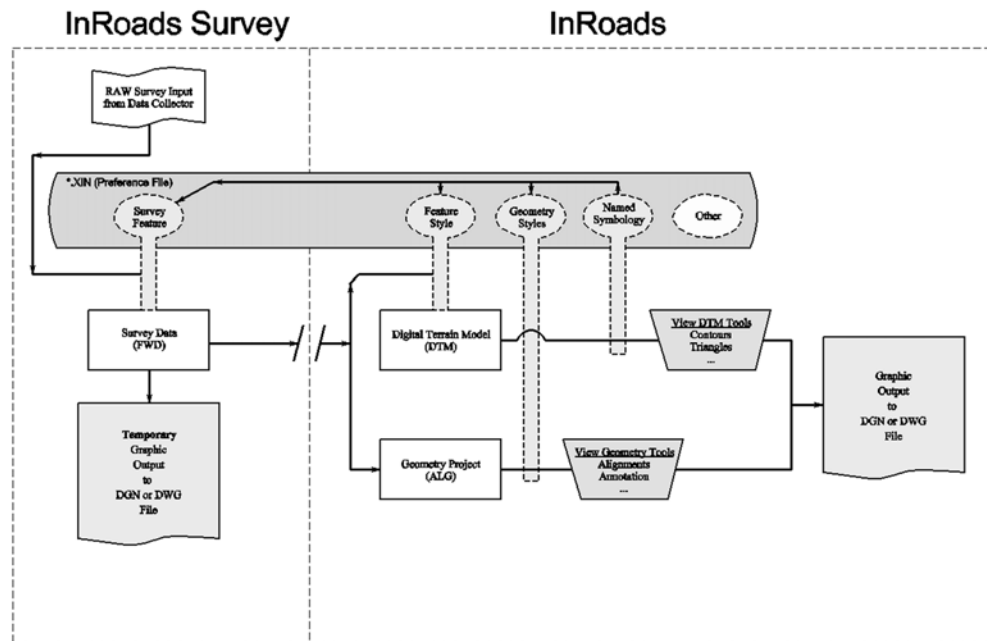 InRoads Survey
InRoads
RAW Survey Input
from Data Collector
*.XIN (Preference File)
Survey
Feature
Feature
Style
Geometry
Styles
Named
Symbology
Other
Survey Data
(FWD)
Digital Terrain Model
(DTM)
View DTM Tools
Contours
Triangles
...
Graphic
Output
to
DGN or DWG
File
Temporary
Graphic
Output
to
DGN or DWG
File
Geometry Project
(ALG)
View Geometry Tools
Alignments
Annotation
...